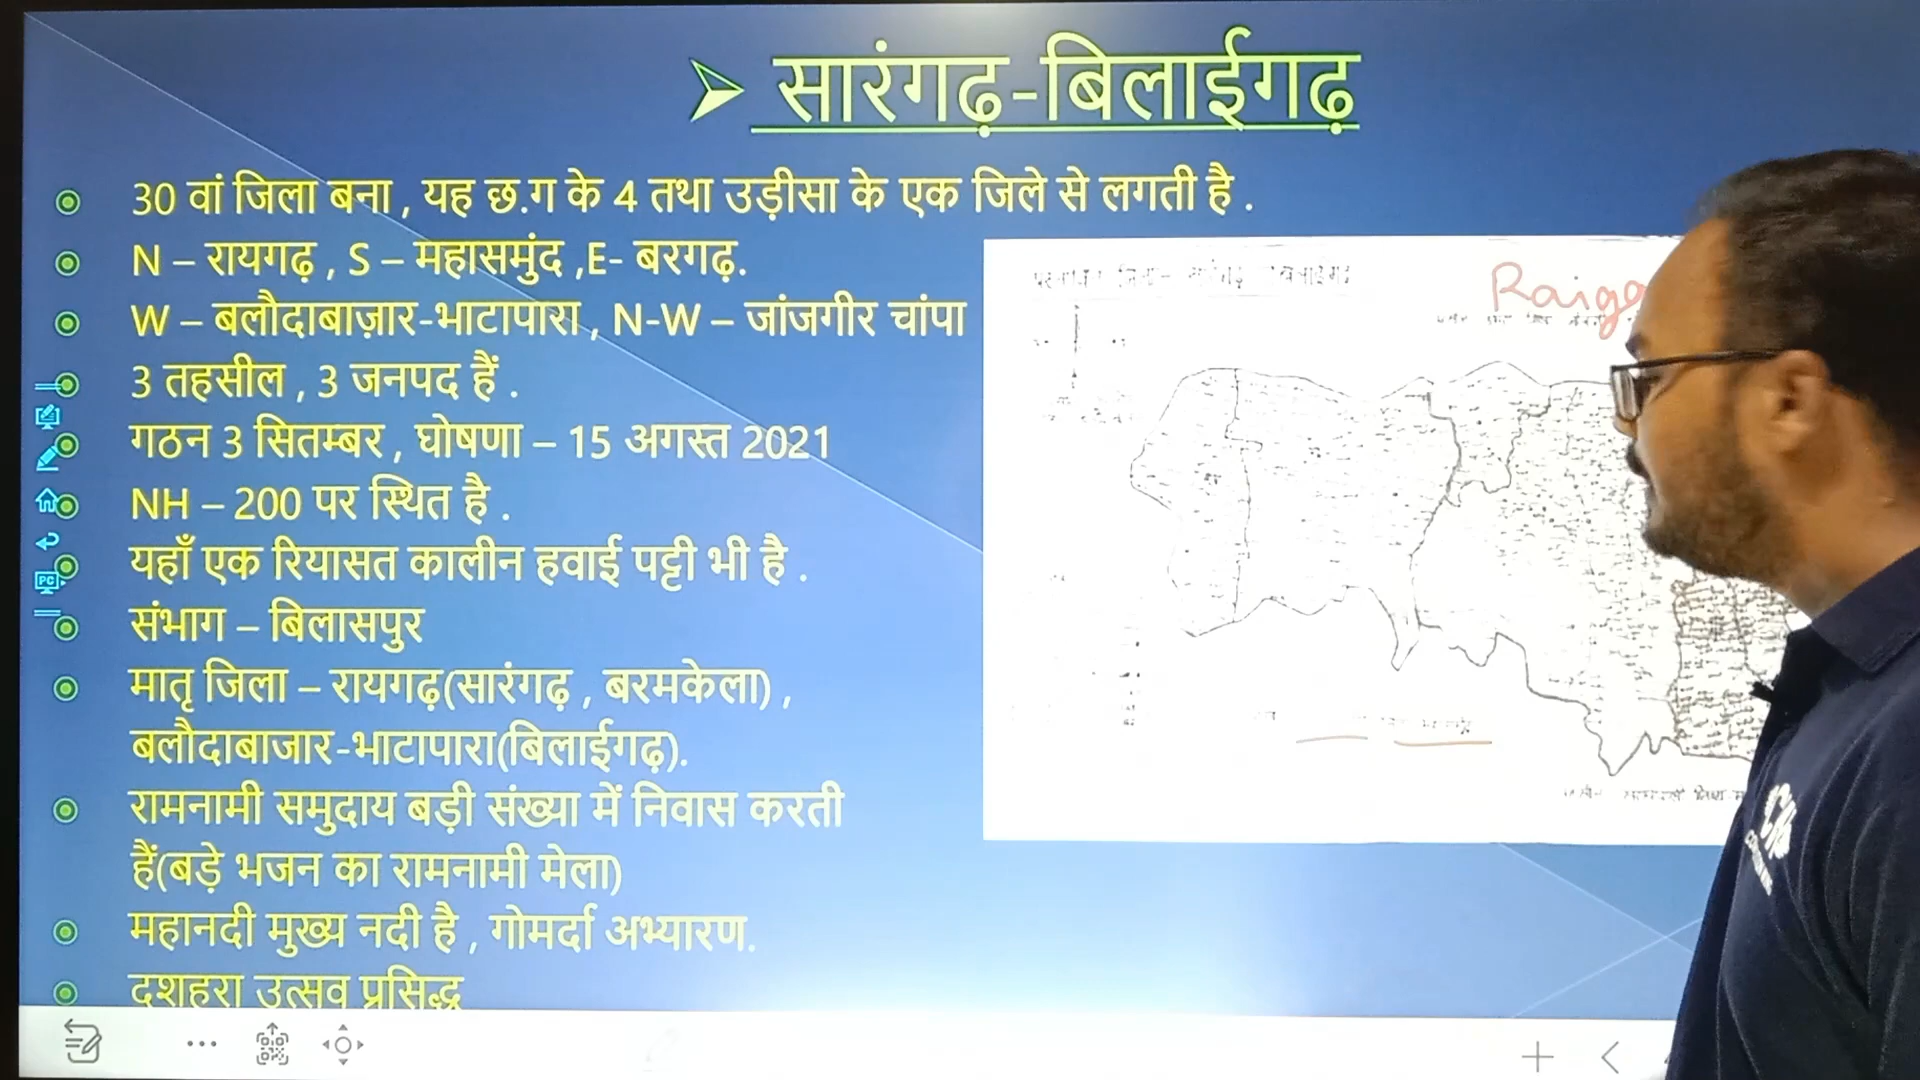 सारंगढ़-बिलाईगढ़
30 वां जिला बना , यह छ.ग के 4 तथा उड़ीसा के एक जिले से लगती है .
N – रायगढ़ , S – महासमुंद ,E- बरगढ़.
W – बलौदाबाज़ार-भाटापारा , N-W – जांजगीर चांपा
3 तहसील , 3 जनपद हैं .
गठन 3 सितम्बर , घोषणा – 15 अगस्त 2021
NH – 200 पर स्थित है .
यहाँ एक रियासत कालीन हवाई पट्टी भी है .
संभाग – बिलासपुर
मातृ जिला – रायगढ़(सारंगढ़ , बरमकेला) ,
बलौदाबाजार-भाटापारा(बिलाईगढ़).
रामनामी समुदाय बड़ी संख्या में निवास करती
हैं(बड़े भजन का रामनामी मेला)
महानदी मुख्य नदी है , गोमर्दा अभ्यारण.
दशहरा उत्सव प्रसिद्ध
Raiga
PC